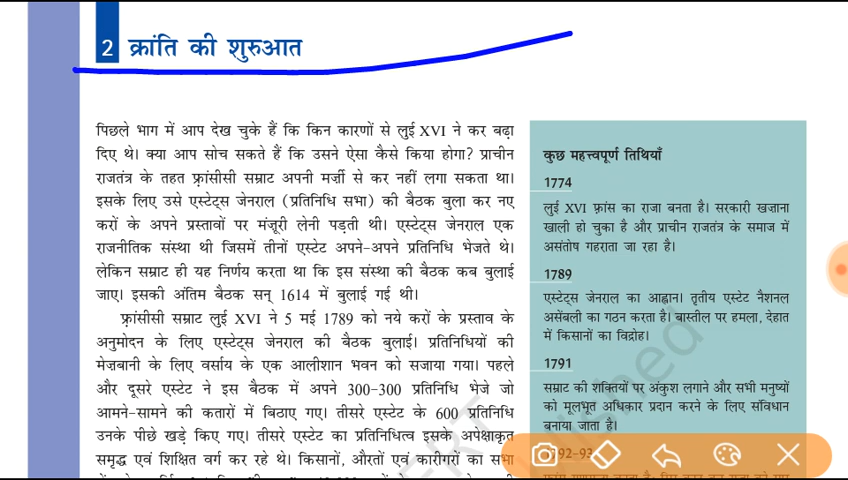 2 क्रांति की शुरुआत
पिछले भाग में आप देख चुके हैं कि किन कारणों से लुई XVI ने कर बढ़ा
दिए थे। क्या आप सोच सकते हैं कि उसने ऐसा कैसे किया होगा? प्राचीन
राजतंत्र के तहत फ़्रांसीसी सम्राट अपनी मर्ज़ी से कर नहीं लगा सकता था।
इसके लिए उसे एस्टेट्स जेनराल (प्रतिनिधि सभा) की बैठक बुला कर नए
करों के अपने प्रस्तावों पर मंजूरी लेनी पड़ती थी। एस्टेट्स जेनराल एक
राजनीतिक संस्था थी जिसमें तीनों एस्टेट अपने-अपने प्रतिनिधि भेजते थे।
लेकिन सम्राट ही यह निर्णय करता था कि इस संस्था की बैठक कब बुलाई
जाए। इसकी अंतिम बैठक सन् 1614 में बुलाई गई थी।
फ़्रांसीसी सम्राट लुई XVI ने 5 मई 1789 को नये करों के प्रस्ताव के
अनुमोदन के लिए एस्टेट्स जेनराल की बैठक बुलाई। प्रतिनिधियों की
मेज़बानी के लिए वर्साय के एक आलीशान भवन को सजाया गया। पहले
और दूसरे एस्टेट ने इस बैठक में अपने 300-300 प्रतिनिधि भेजे जो
आमने-सामने की कतारों में बिठाए गए। तीसरे एस्टेट के 600 प्रतिनिधि
उनके पीछे खड़े किए गए। तीसरे एस्टेट का प्रतिनिधित्व इसके अपेक्षाकृत
समृद्ध एवं शिक्षित वर्ग कर रहे थे। किसानों, औरतों एवं कारीगरों का सभा
कुछ महत्त्वपूर्ण तिथियाँ
1774
लुई XVI फ़्रांस का राजा बनता है। सरकारी ख़ज़ाना
खाली हो चुका है और प्राचीन राजतंत्र के समाज में
असंतोष गहराता जा रहा है।
1789
एस्टेट्स जेनराल का आह्वान। तृतीय एस्टेट नैशनल
असेंबली का गठन करता है। बास्तील पर हमला, देहात
में किसानों का विद्रोह।
1791
सम्राट की शक्तियों पर अंकुश लगाने और सभी मनुष्यों
को मूलभूत अधिकार प्रदान करने के लिए संविधान
बनाया जाता है।
1792-93